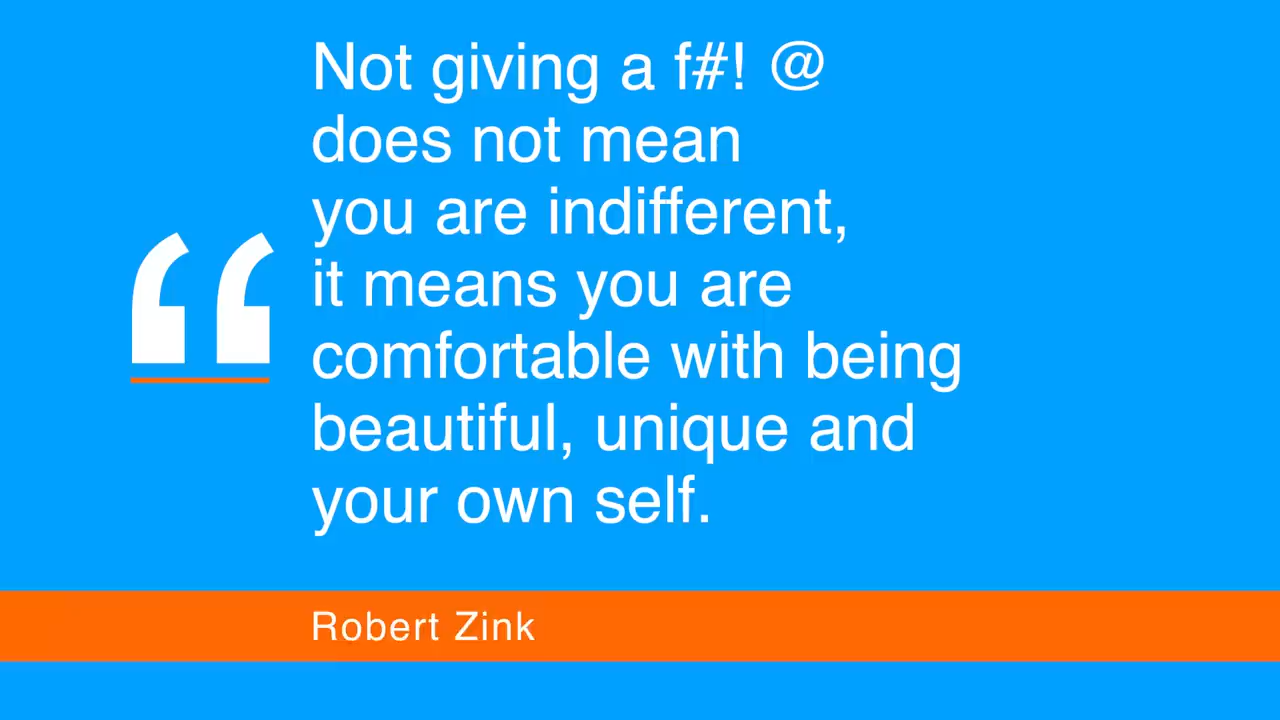 “
Not giving a f#! @
does not mean
you are indifferent,
it means you are
comfortable with being
beautiful, unique and
your own self.
Robert Zink